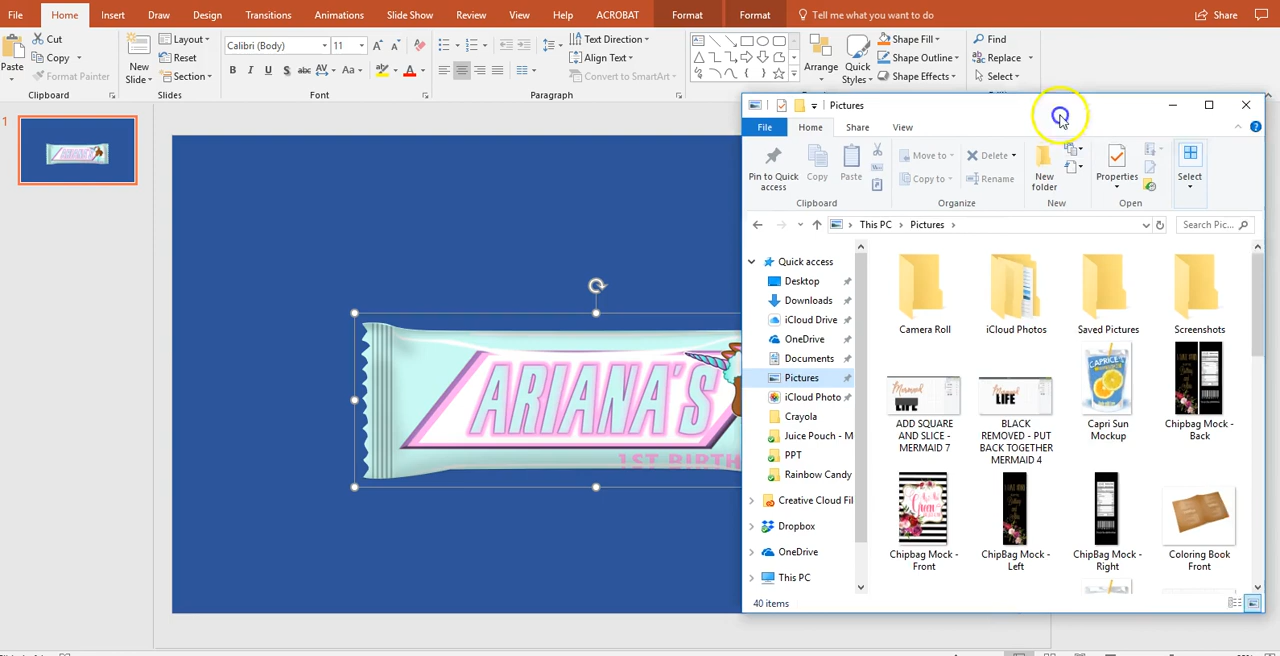 File Home Insert Draw Design Transitions Animations Slide Show Review View Help ACROBAT Format Format Tell me what you want to do Share
Cut Layout Calibri (Body) 11 Text Direction Shape Fill Find
Copy Reset Align Text Shape Outline Replace
Paste Format Painter New Slide Section B I U S abc AV Aa A Convert to SmartArt Arrange Quick Styles Shape Effects Select
Clipboard Slides Font Paragraph
1
ARIANA'S
1ST BIRTH
Pictures
File Home Share View
Move to Delete
Pin to Quick access Copy Paste Copy to Rename New folder Properties Select
Clipboard Organize New Open
This PC Pictures Search Pic...
Quick access
Desktop
Downloads
iCloud Drive
OneDrive
Documents
Pictures
iCloud Photo
Crayola
Juice Pouch - M
PPT
Rainbow Candy
Creative Cloud Fil
Dropbox
OneDrive
This PC
Camera Roll iCloud Photos Saved Pictures Screenshots
Mermaid LIFE Mermaid LIFE CAPRI'S
ADD SQUARE AND SLICE - MERMAID 7
BLACK REMOVED - PUT BACK TOGETHER MERMAID 4
Capri Sun Mockup
Chipbag Mock - Back
Chipbag Mock - Front
ChipBag Mock - Left
ChipBag Mock - Right
Coloring Book Front
40 items